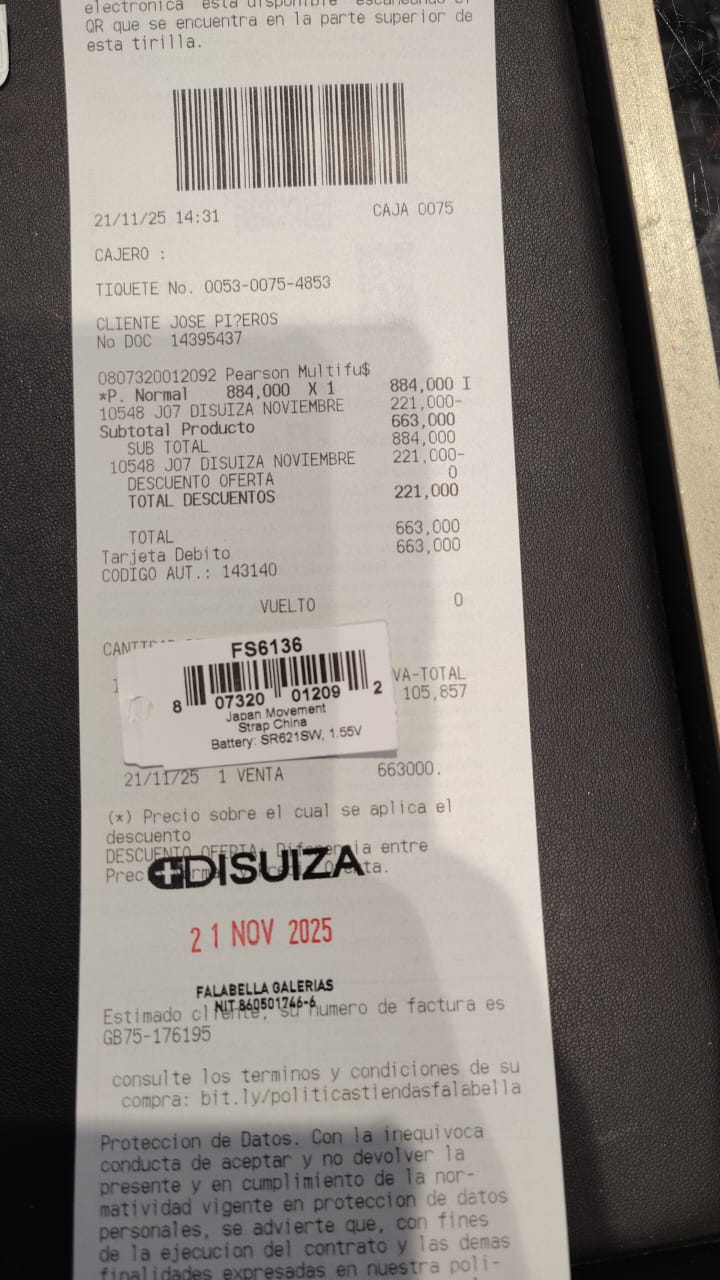 electronica esta disponible escaneando el
QR que se encuentra en la parte superior de
esta tirilla.
21/11/25 14:31 CAJA 0075
CAJERO :
TIQUETE No. 0053-0075-4853
CLIENTE JOSE PI?EROS
No DOC 14395437
0807320012092 Pearson Multifu$
*P. Normal 884,000 X 1 884,000 I
10548 J07 DISUIZA NOVIEMBRE 221,000-
Subtotal Producto 663,000
SUB TOTAL 884,000
10548 J07 DISUIZA NOVIEMBRE 221,000-
DESCUENTO OFERTA 0
TOTAL DESCUENTOS 221,000
TOTAL 663,000
Tarjeta Debito 663,000
CODIGO AUT.: 143140
VUELTO 0
FS6136
8 07320 01209 2
Japan Movement
Strap China
Battery: SR621SW, 1.55V
VA-TOTAL
105,857
21/11/25 1 VENTA 663000.
(*) Precio sobre el cual se aplica el
descuento
DESCUENTO OFERTA: Diferencia entre
DISUIZA
21 NOV 2025
FALABELLA GALERIAS
NIT.860501746-6
Estimado cliente, su numero de factura es
GB75-176195
consulte los terminos y condiciones de su
compra: bit.ly/politicastiendasfalabella
Proteccion de Datos. Con la inequivoca
conducta de aceptar y no devolver la
presente y en cumplimiento de la nor-
matividad vigente en proteccion de datos
personales, se advierte que, con fines
de la ejecucion del contrato y las demas
finalidades expresadas en nuestra poli-